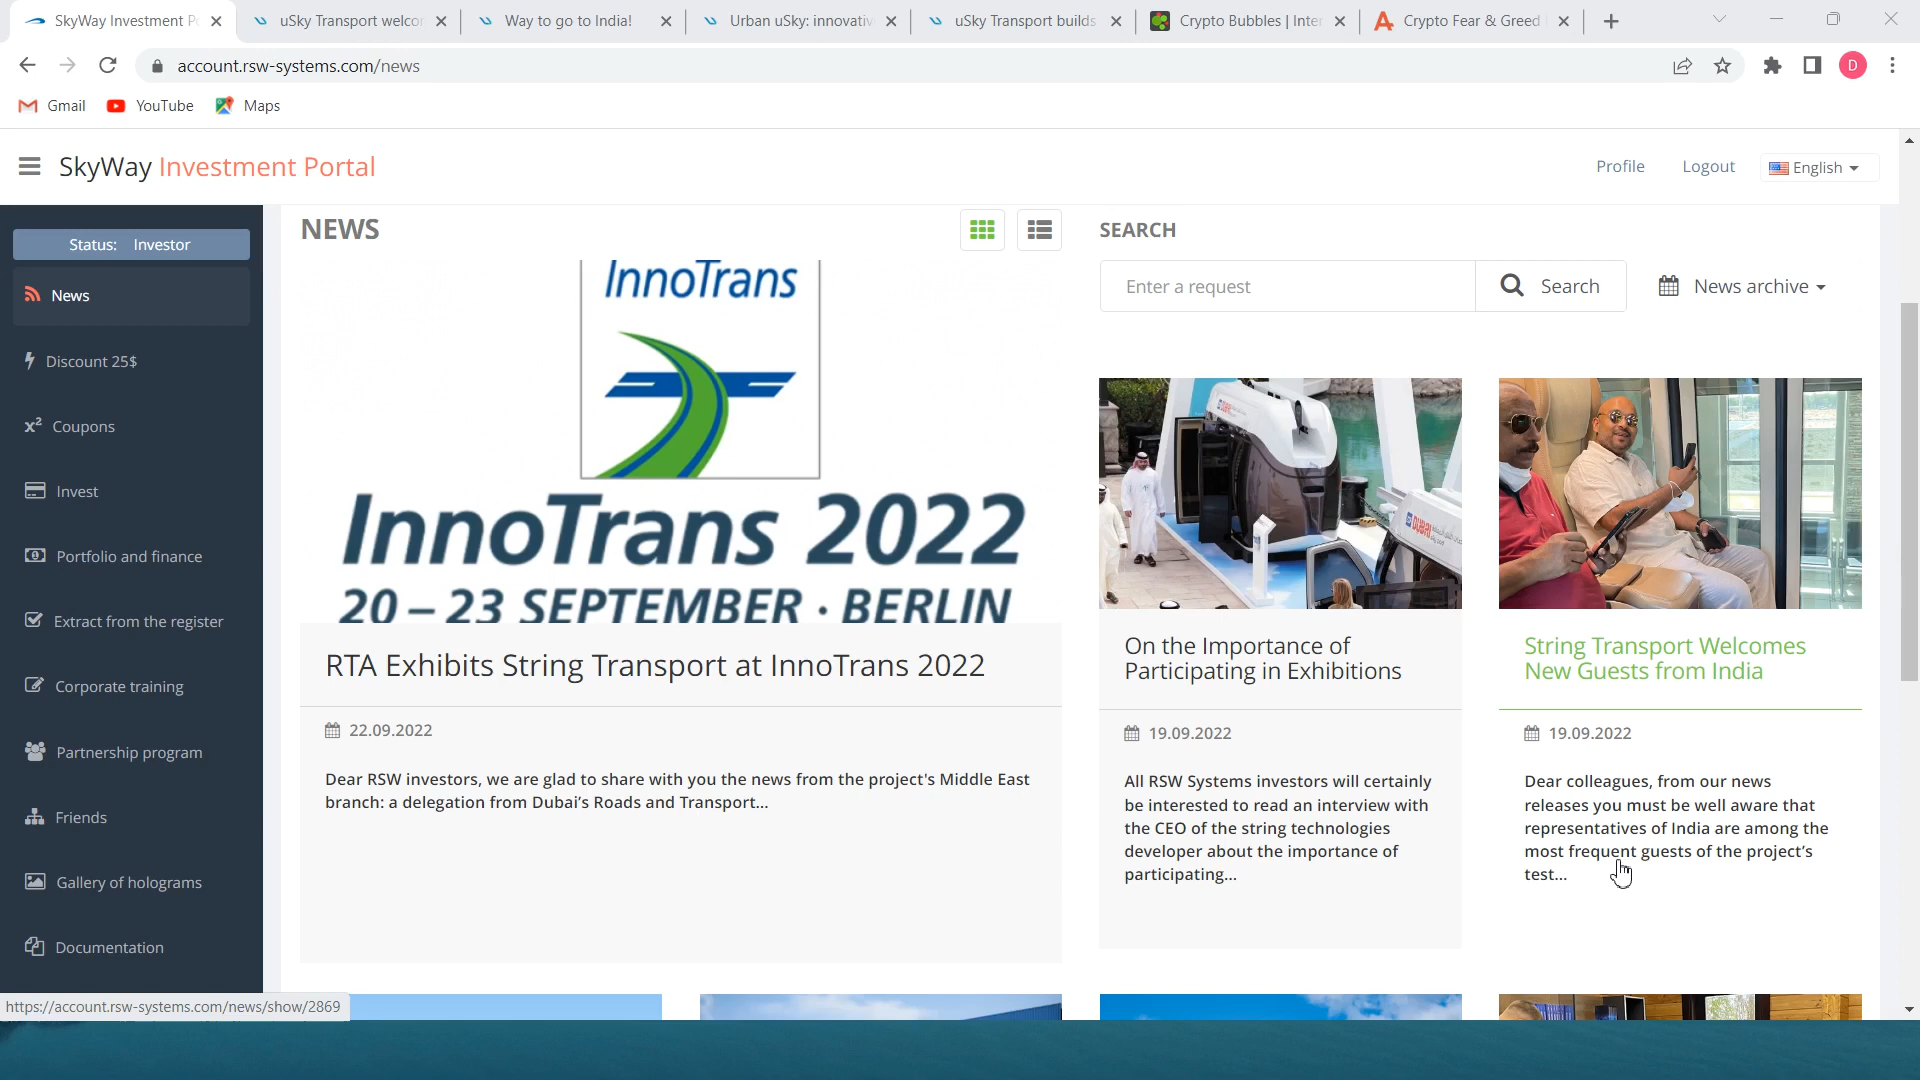 SkyWay Investment P
uSky Transport welcor
Way to go to India!
Urban uSky: innovativ
uSky Transport builds
Crypto Bubbles | Inter
Crypto Fear & Greed
account.rsw-systems.com/news
D
Gmail
YouTube
Maps
SkyWay Investment Portal
Profile
Logout
English
Status: Investor
News
Discount 25$
x² Coupons
Invest
Portfolio and finance
Extract from the register
Corporate training
Partnership program
Friends
Gallery of holograms
Documentation
NEWS
InnoTrans
InnoTrans 2022
20 – 23 SEPTEMBER · BERLIN
RTA Exhibits String Transport at InnoTrans 2022
22.09.2022
Dear RSW investors, we are glad to share with you the news from the project's Middle East
branch: a delegation from Dubai’s Roads and Transport...
SEARCH
Enter a request
Search
News archive
DUBAI
On the Importance of
Participating in Exhibitions
19.09.2022
All RSW Systems investors will certainly
be interested to read an interview with
the CEO of the string technologies
developer about the importance of
participating...
String Transport Welcomes
New Guests from India
19.09.2022
Dear colleagues, from our news
releases you must be well aware that
representatives of India are among the
most frequent guests of the project’s
test...
https://account.rsw-systems.com/news/show/2869